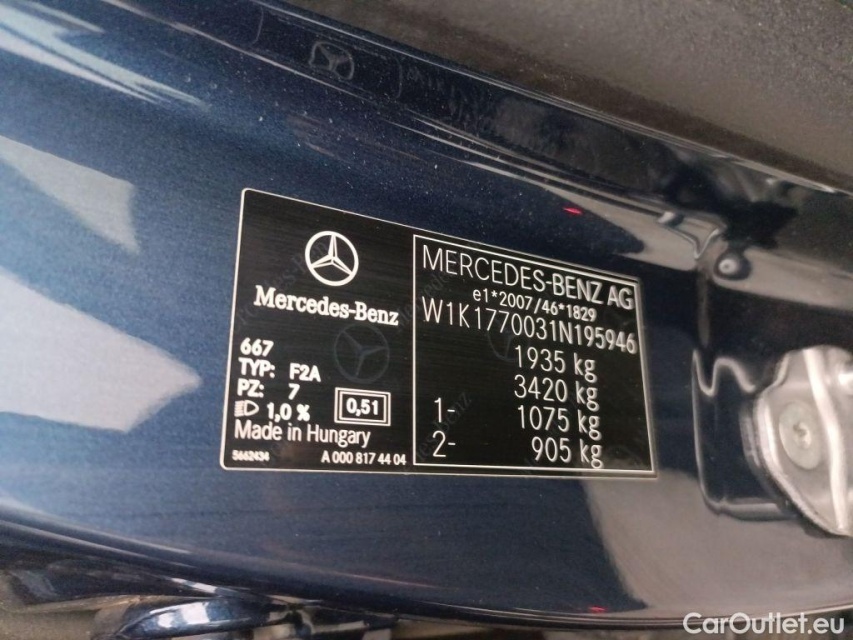 Mercedes-Benz
667
TYP: F2A
PZ: 7
1,0 %
0,51
Made in Hungary
5662434
A 000 817 44 04
MERCEDES-BENZ AG
e1*2007/46*1829
W1K1770031N195946
1935 kg
3420 kg
1- 1075 kg
2- 905 kg
CarOutlet.eu